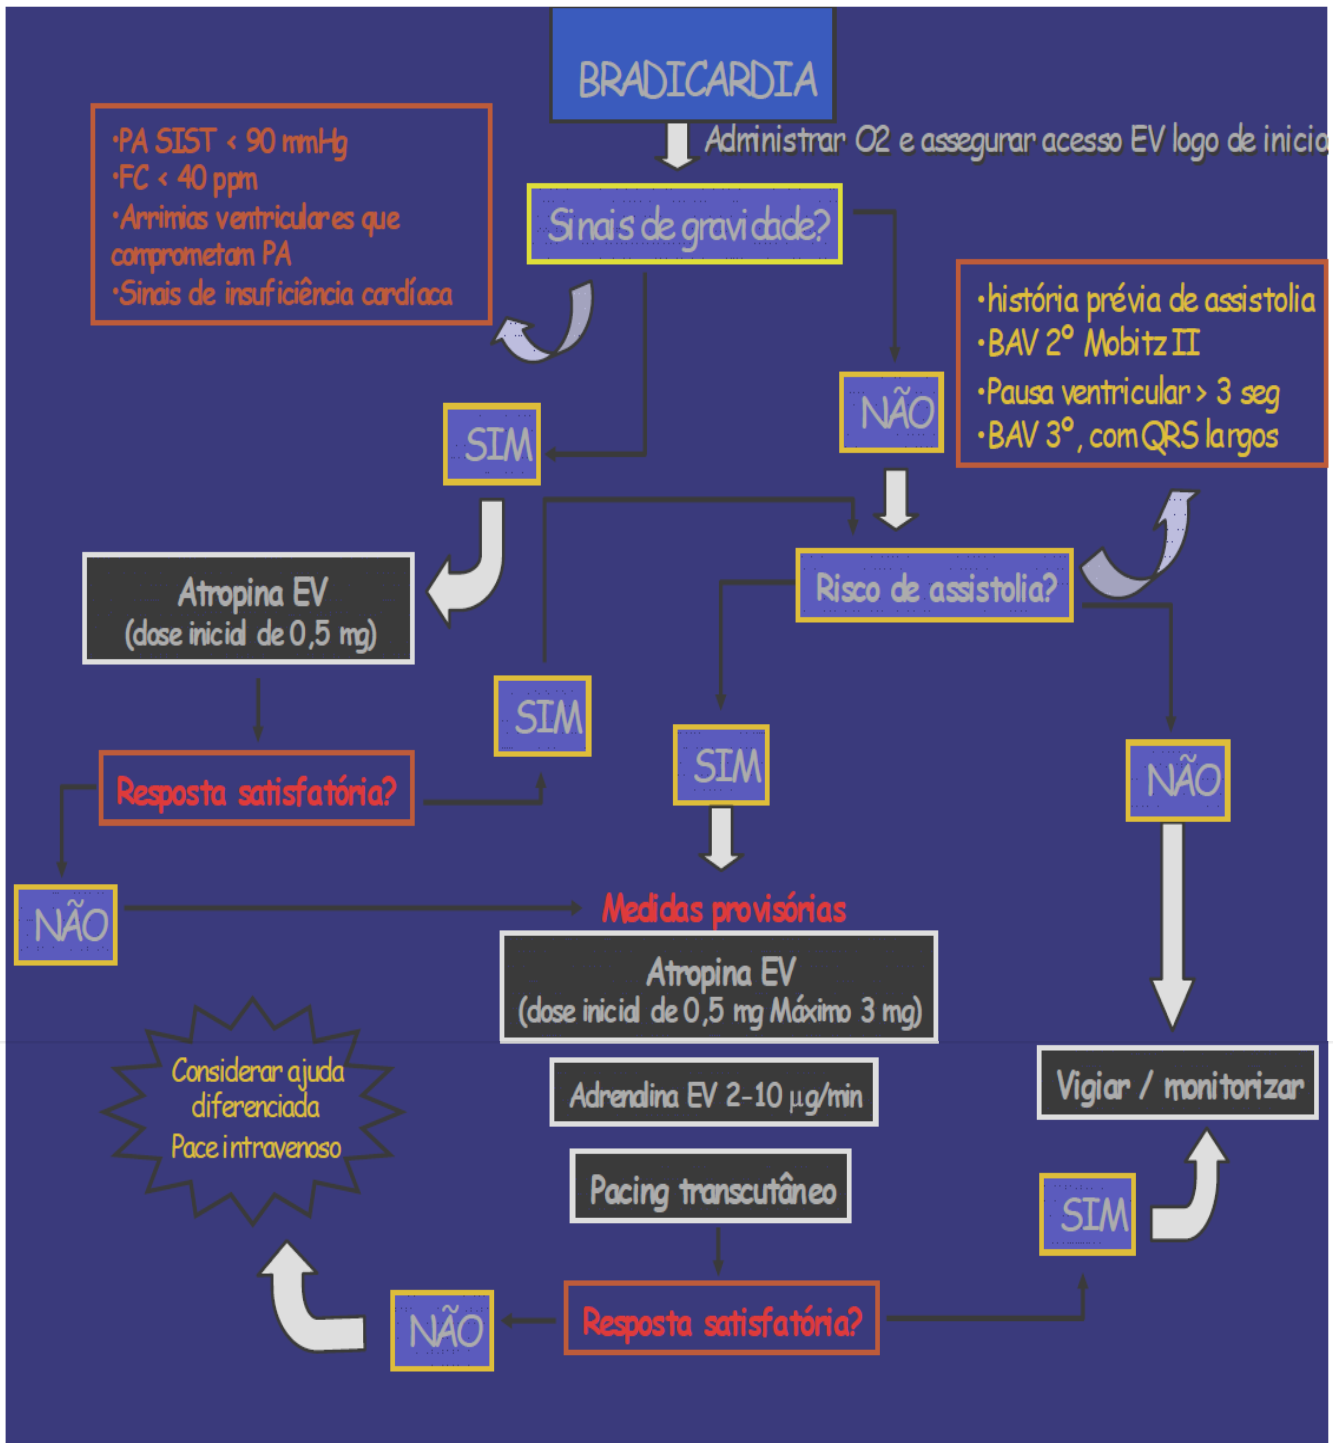 BRADICARDIA
Administrar O2 e assegurar acesso EV logo de inicio
•PA SIST < 90 mmHg
•FC < 40 ppm
•Arrimias ventriculares que
comprometam PA
•Sinais de insuficiência cardíaca
Sinais de gravidade?
•história prévia de assistolia
•BAV 2º Mobitz II
•Pausa ventricular > 3 seg
•BAV 3º, com QRS largos
NÃO
SIM
Atropina EV
(dose inicial de 0,5 mg)
Risco de assistolia?
SIM
SIM
NÃO
Resposta satisfatória?
NÃO
Medidas provisórias
Atropina EV
(dose inicial de 0,5 mg Máximo 3 mg)
Adrendina EV 2-10 µg/min
Pacing transcutâneo
Considerar ajuda
diferenciada
Pace intravenoso
Vigiar / monitorizar
SIM
Resposta satisfatória?
NÃO